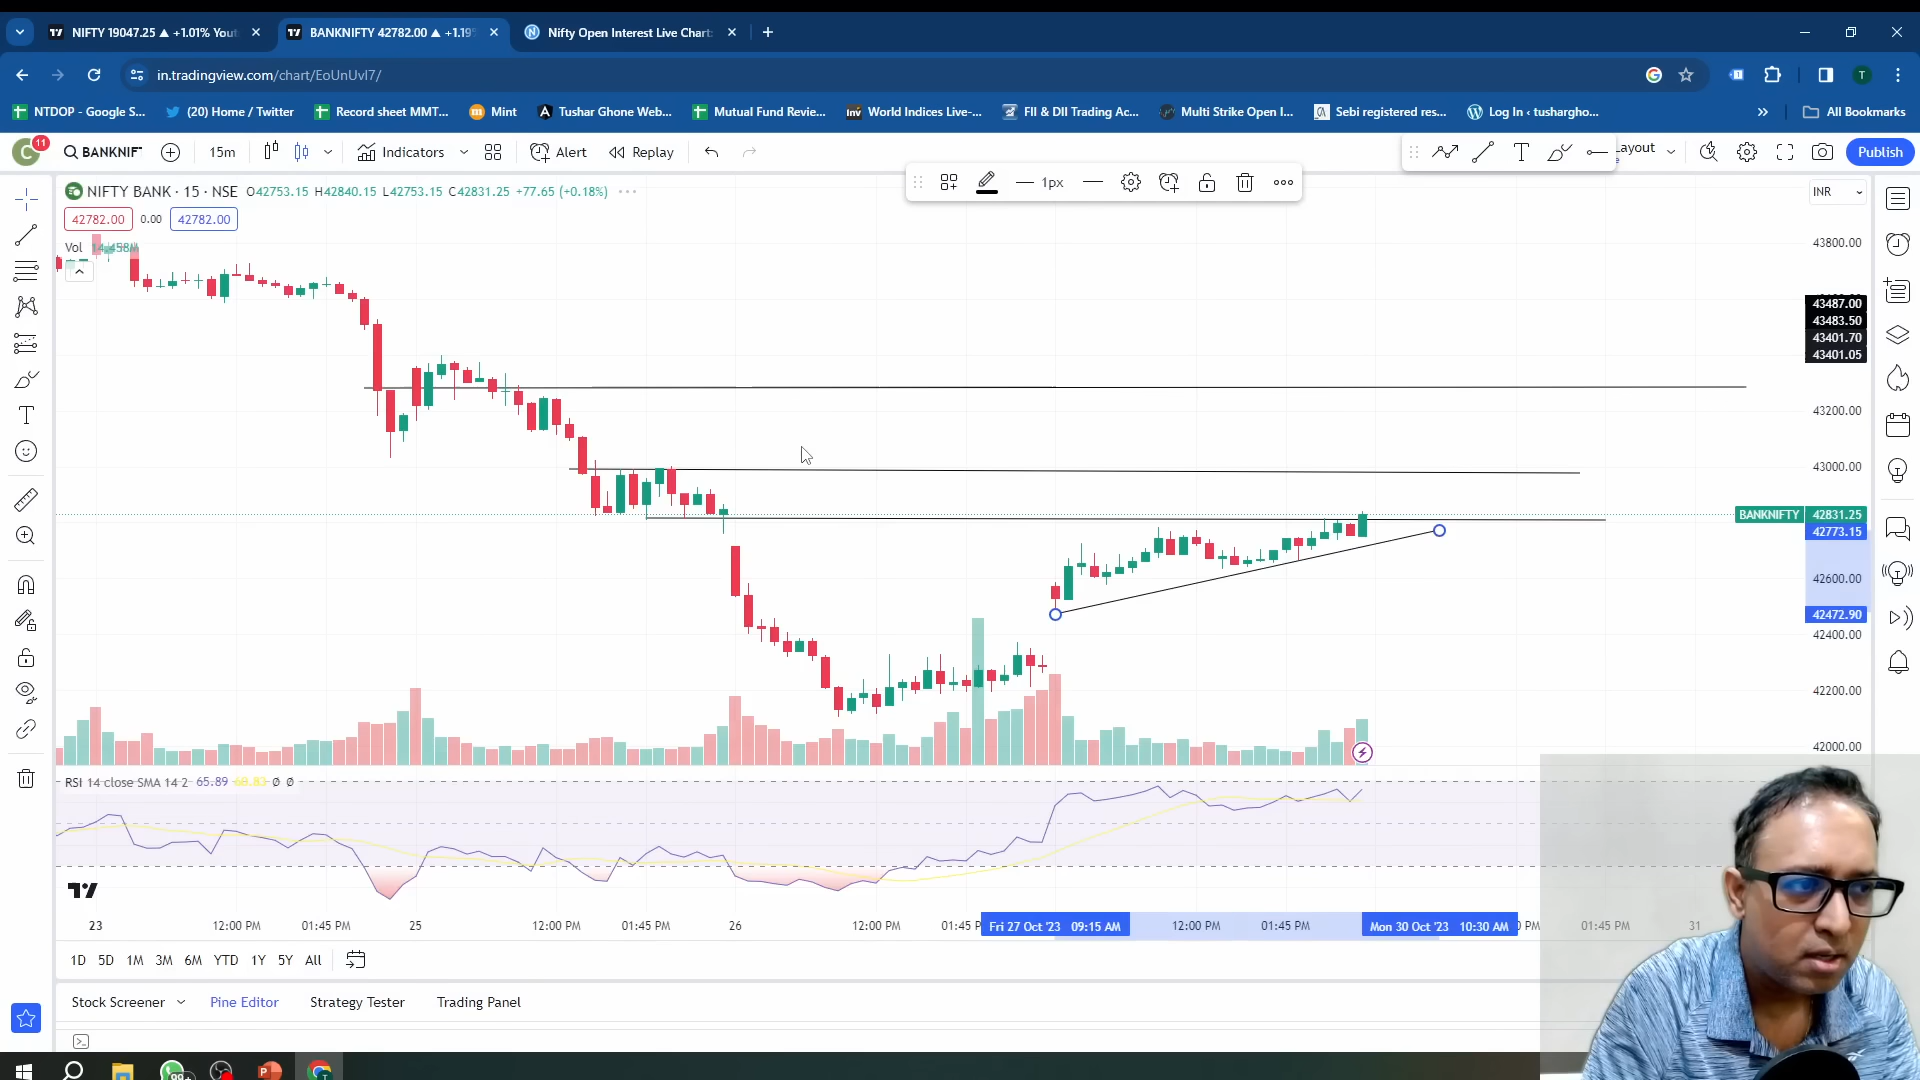 NIFTY 19047.25 ▲ +1.01% You
BANKNIFTY 42782.00 ▲ +1.19%
Nifty Open Interest Live Chart
in.tradingview.com/chart/EoUnUvI7/
T
NTDOP - Google S...
(20) Home / Twitter
Record sheet MMT...
Mint
Tushar Ghone Web...
Mutual Fund Review...
World Indices Live-...
FII & DII Trading Ac...
Multi Strike Open I...
Sebi registered res...
Log In ‹ tushargho...
All Bookmarks
C 11
BANKNIFT
15m
Indicators
Alert
Replay
Layout
Publish
1px
NIFTY BANK · 15 · NSE O42753.15 H42840.15 L42753.15 C42831.25 +77.65 (+0.18%)
INR
42782.00 0.00 42782.00
Vol 14.458M
43800.00
43487.00
43483.50
43401.70
43401.05
43200.00
43000.00
BANKNIFTY 42831.25
42773.15
42600.00
42472.90
42400.00
42200.00
42000.00
RSI 14 close SMA 14 2 65.89 Ø Ø
23 12:00 PM 01:45 PM 25 12:00 PM 01:45 PM 26 12:00 PM 01:45 P Fri 27 Oct '23 09:15 AM 12:00 PM 01:45 PM Mon 30 Oct '23 10:30 AM PM 01:45 PM 31
1D 5D 1M 3M 6M YTD 1Y 5Y All
Stock Screener Pine Editor Strategy Tester Trading Panel
99+